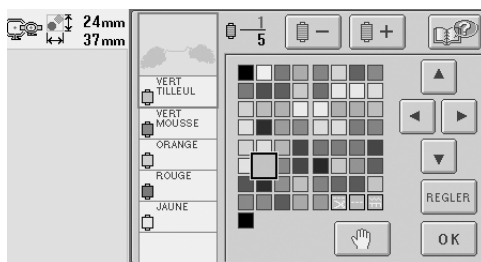 24mm
37mm
1
5
−
+
?
VERT
TILLEUL
VERT
MOUSSE
ORANGE
ROUGE
JAUNE
REGLER
OK